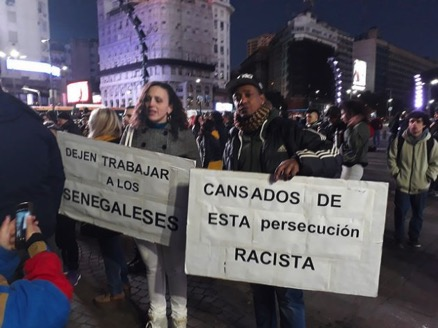 DEJEN TRABAJAR
A LOS
SENEGALESES
CANSADOS DE
ESTA persecución
RACISTA